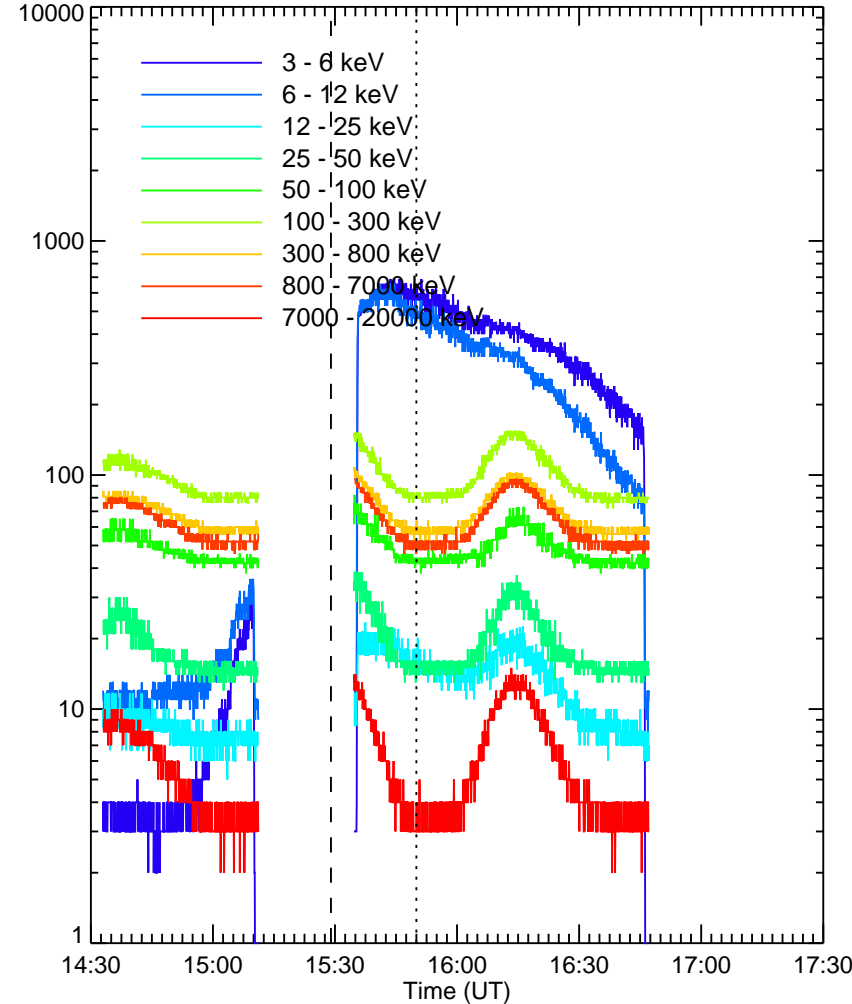 10000
3 - 6 keV
6 - 12 keV
12 - 25 keV
25 - 50 keV
50 - 100 keV
100 - 300 keV
1000
300 - 800 keV
800 - 7000 keV
7000 - 20000 keV
100
10
1
14:30 15:00 15:30 16:00 16:30 17:00 17:30
Time (UT)